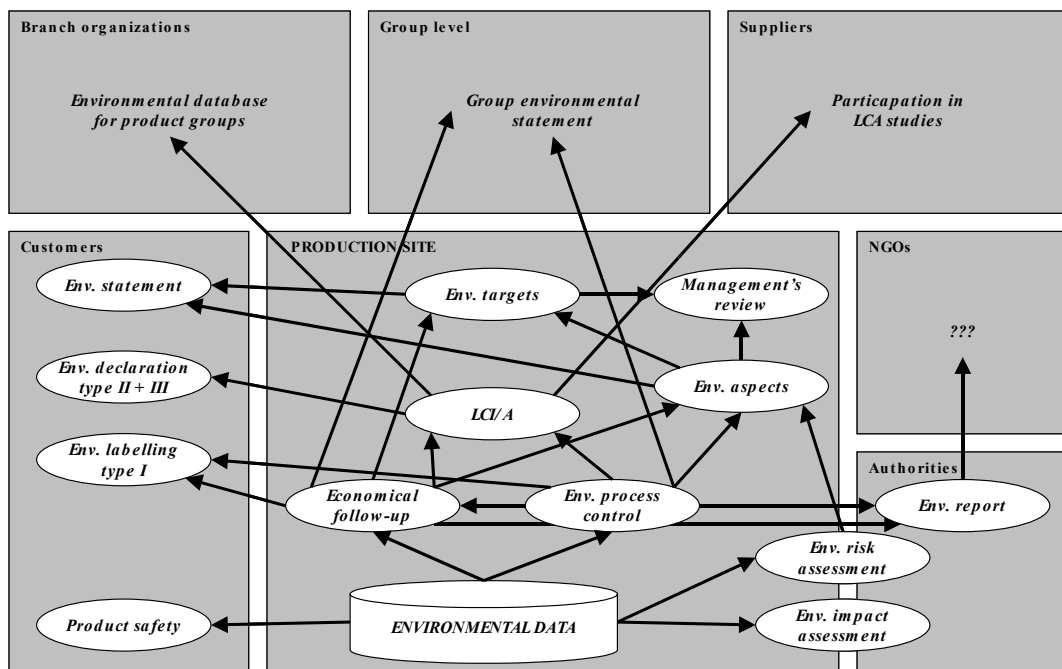 Branch organizations
Environmental database
for product groups
Group level
Group environmental
statement
Suppliers
Particapation in
LCA studies
Customers
Env. statement
Env. declaration
type II + III
Env. labelling
type I
Product safety
PRODUCTION SITE
Env. targets
Management's
review
Env. aspects
LCI/A
Economical
follow-up
Env. process
control
ENVIRONMENTAL DATA
NGOs
???
Authorities
Env. report
Env. risk
assessment
Env. impact
assessment